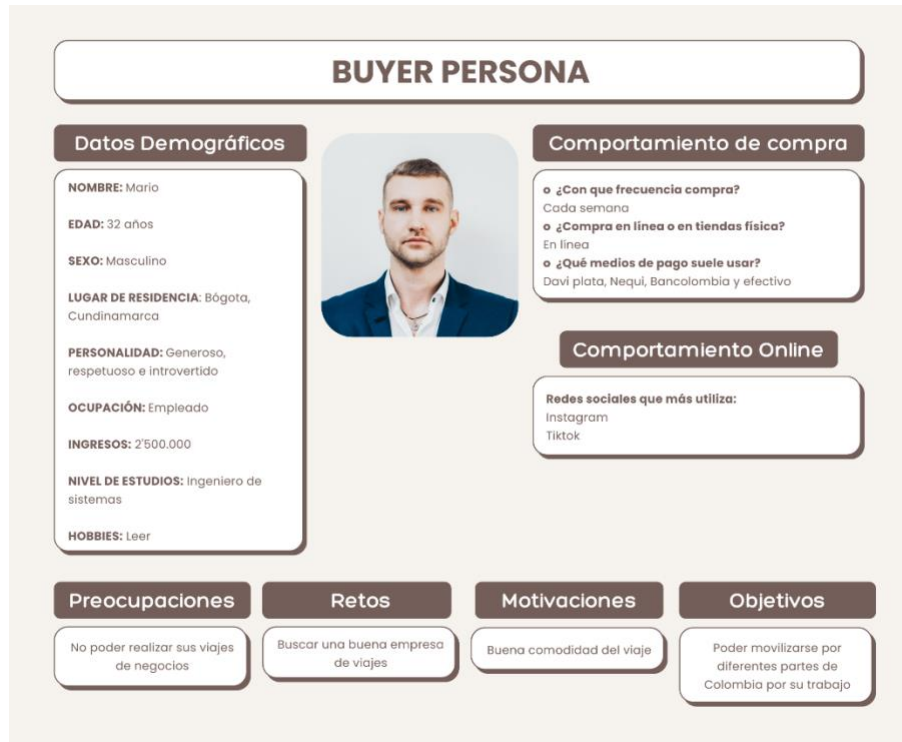 BUYER PERSONA
Datos Demográficos
NOMBRE: Mario
EDAD: 32 años
SEXO: Masculino
LUGAR DE RESIDENCIA: Bógota,
Cundinamarca
PERSONALIDAD: Generoso,
respetuoso e introvertido
OCUPACIÓN: Empleado
INGRESOS: 2'500.000
NIVEL DE ESTUDIOS: Ingeniero de
sistemas
HOBBIES: Leer
Comportamiento de compra
o ¿Con que frecuencia compra?
Cada semana
o ¿Compra en línea o en tiendas física?
En línea
o ¿Qué medios de pago suele usar?
Davi plata, Nequi, Bancolombia y efectivo
Comportamiento Online
Redes sociales que más utiliza:
Instagram
Tiktok
Preocupaciones
No poder realizar sus viajes
de negocios
Retos
Buscar una buena empresa
de viajes
Motivaciones
Buena comodidad del viaje
Objetivos
Poder movilizarse por
diferentes partes de
Colombia por su trabajo